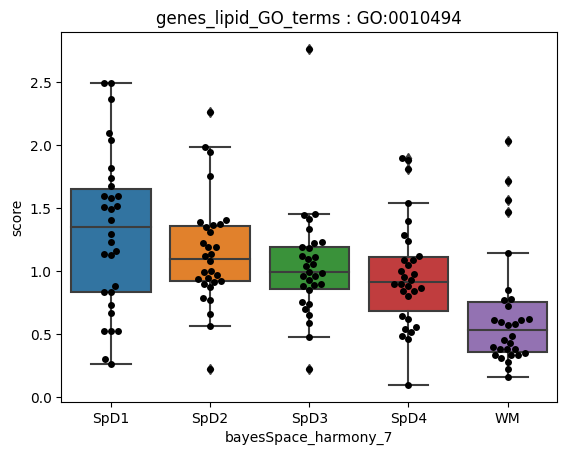 genes_lipid_GO_terms : GO:0010494
score
2.5
2.0
1.5
1.0
0.5
0.0
SpD1 SpD2 SpD3 SpD4 WM
bayesSpace_harmony_7